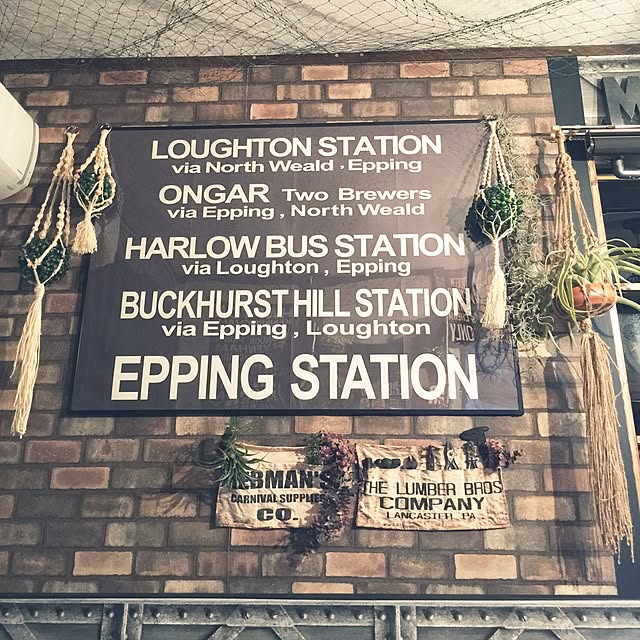 LOUGHTON STATION
via North Weald · Epping
ONGAR Two Brewers
via Epping , North Weald
HARLOW BUS STATION
via Loughton , Epping
BUCKHURST HILL STATION
via Epping , Loughton
EPPING STATION
CARNIVAL SUPPLIES
CO.
THE LUMBER BROS
COMPANY
LANCASTER, PA.